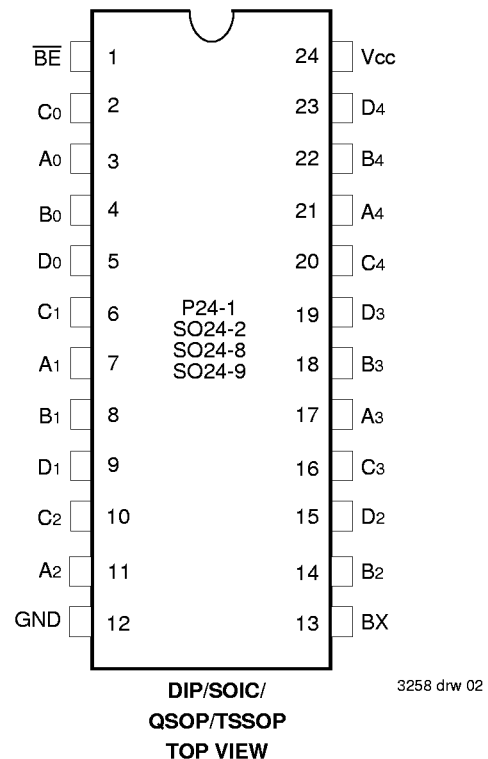 B̅E̅ 1 24 Vcc
C0 2 23 D4
A0 3 22 B4
B0 4 21 A4
D0 5 20 C4
C1 6 19 D3
A1 7 18 B3
B1 8 17 A3
D1 9 16 C3
C2 10 15 D2
A2 11 14 B2
GND 12 13 BX
P24-1
SO24-2
SO24-8
SO24-9
DIP/SOIC/
QSOP/TSSOP
TOP VIEW
3258 drw 02